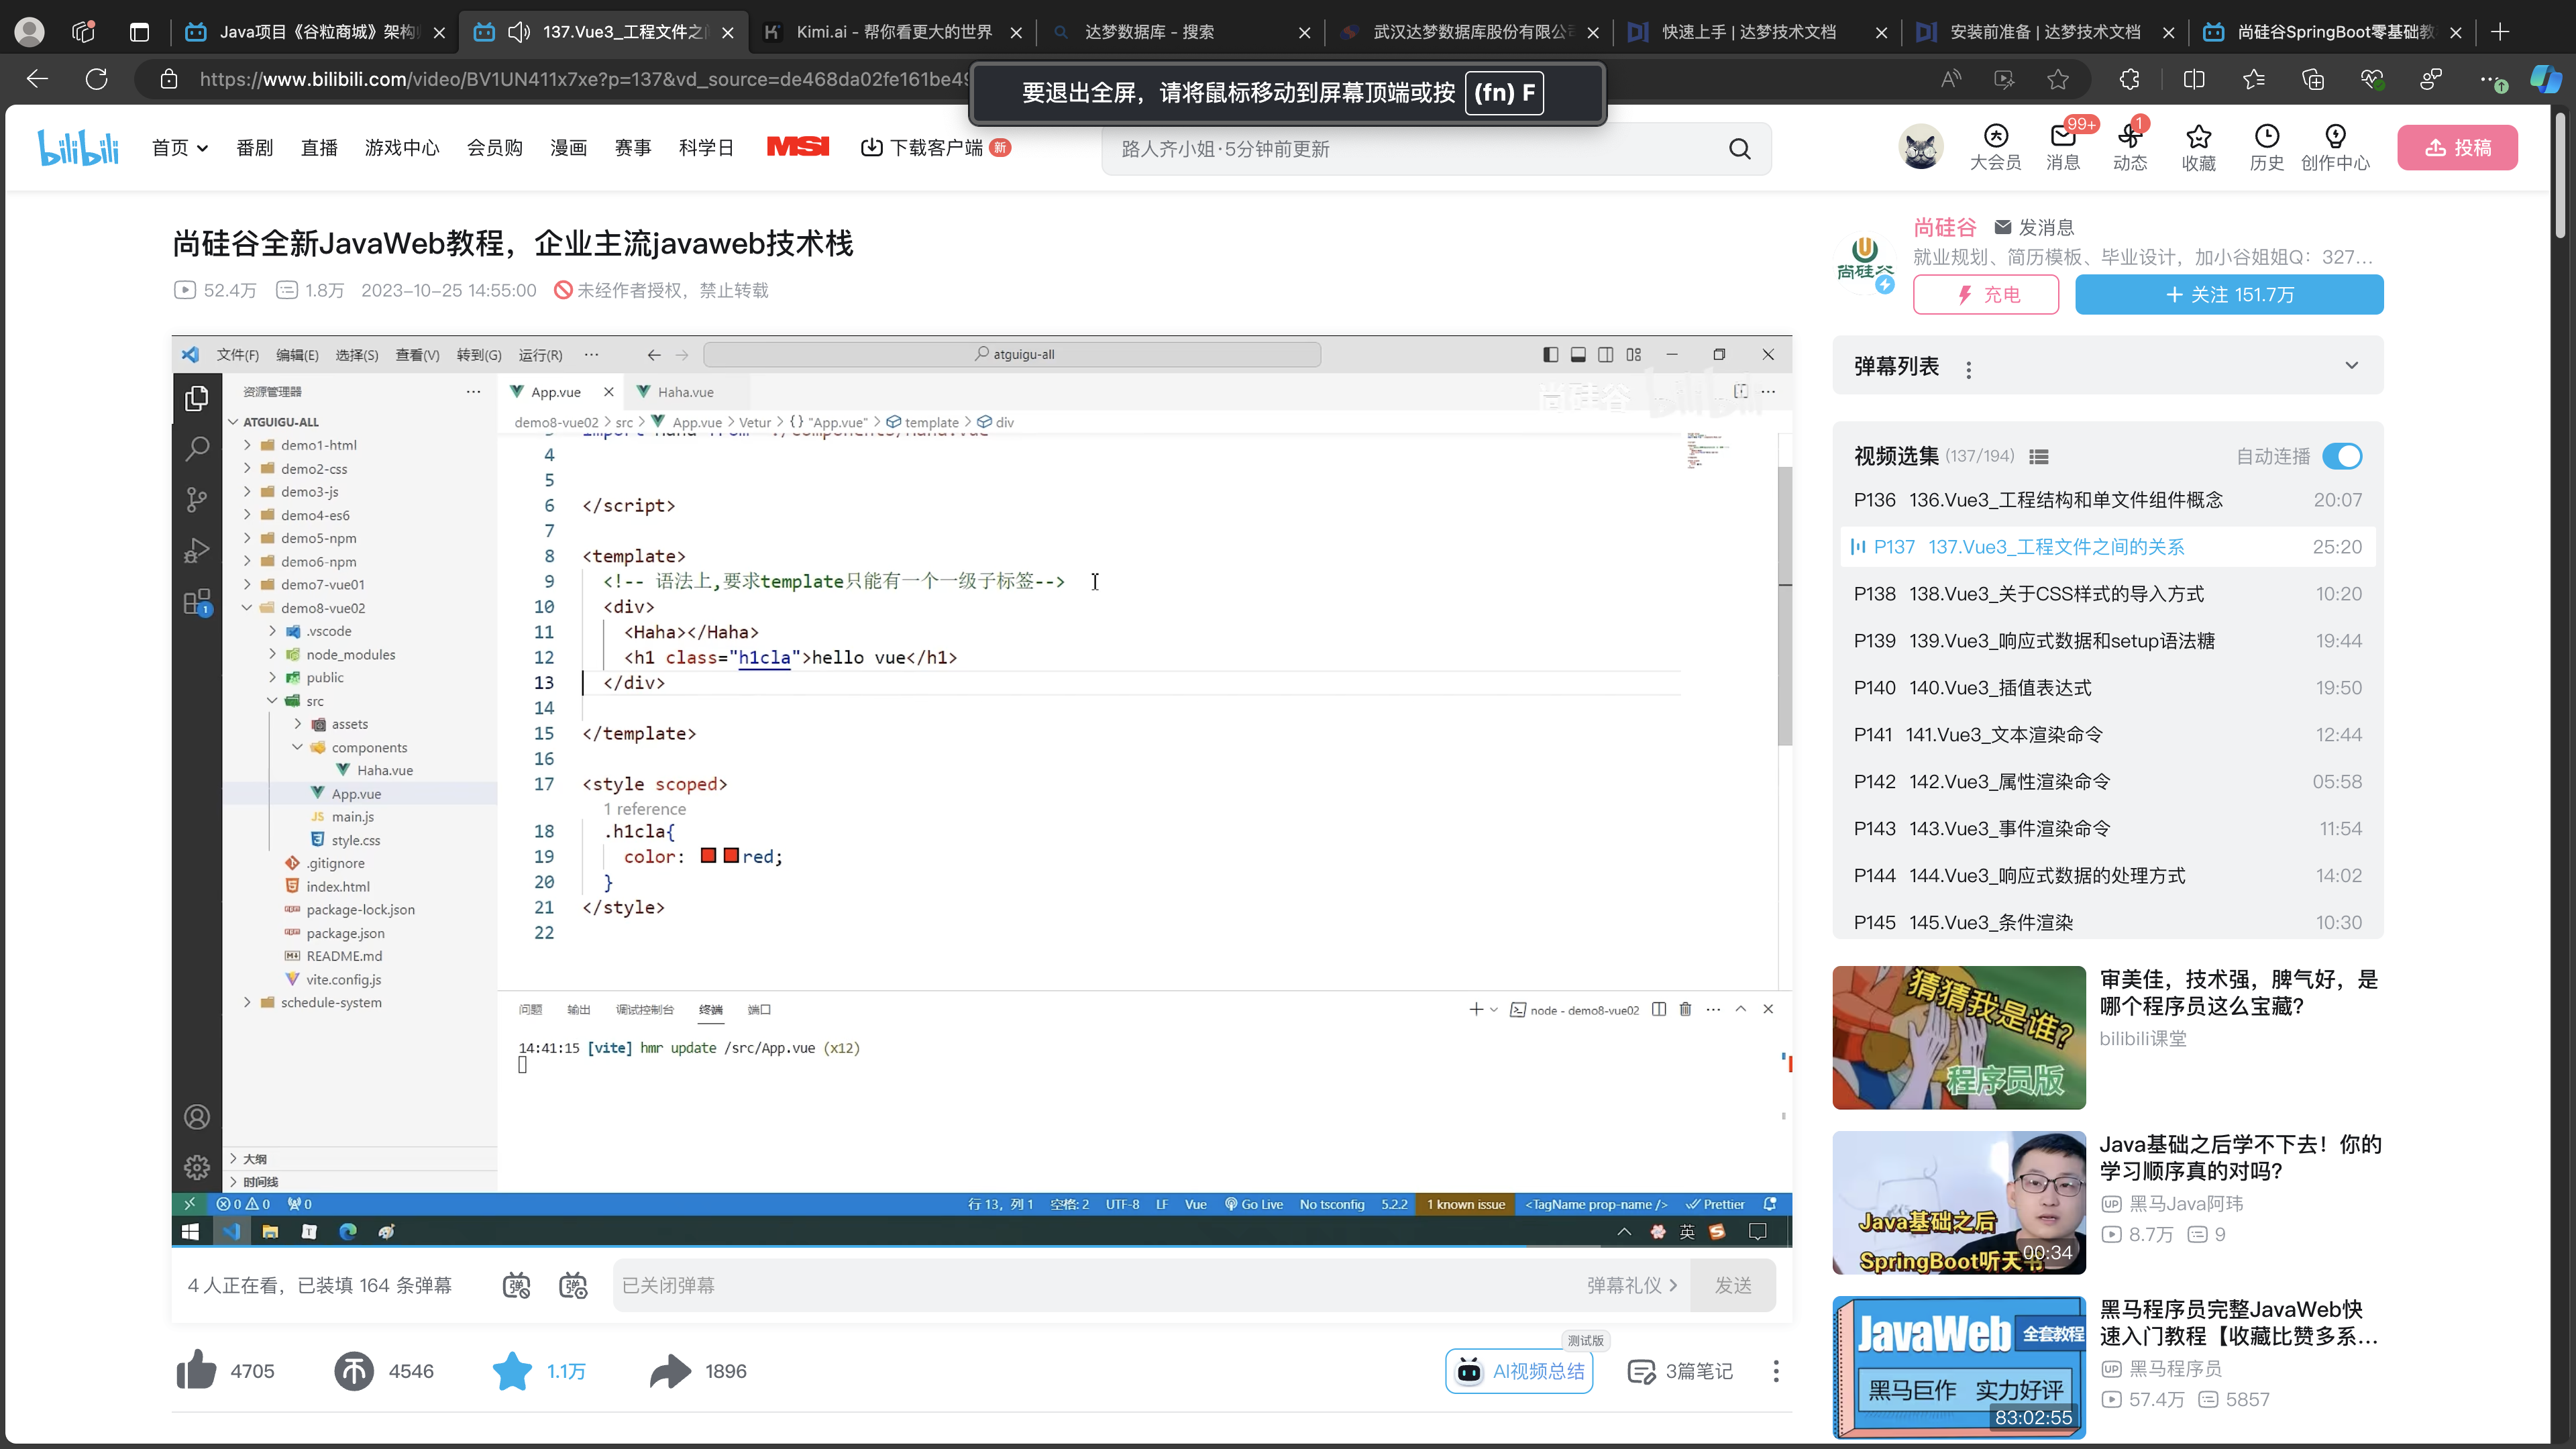 Java项目《谷粒商城》架构
137.Vue3_工程文件之间
Kimi.ai - 帮你看更大的世界
达梦数据库 - 搜索
武汉达梦数据库股份有限公司
快速上手 | 达梦技术文档
安装前准备 | 达梦技术文档
尚硅谷SpringBoot零基础教
https://www.bilibili.com/video/BV1UN411x7xe?p=137&vd_source=de468da02fe161be49
要退出全屏，请将鼠标移动到屏幕顶端或按 (fn) F
bilibili
首页
番剧
直播
游戏中心
会员购
漫画
赛事
科学日
MSI
下载客户端
新
路人齐小姐·5分钟前更新
大会员
99+
消息
1
动态
收藏
历史
创作中心
投稿
尚硅谷全新JavaWeb教程，企业主流javaweb技术栈
52.4万
1.8万
2023-10-25 14:55:00
未经作者授权，禁止转载
尚硅谷
尚硅谷
发消息
就业规划、简历模板、毕业设计，加小谷姐姐Q：327...
充电
+ 关注 151.7万
文件(F) 编辑(E) 选择(S) 查看(V) 转到(G) 运行(R) ...
atguigu-all
资源管理器
App.vue
Haha.vue
尚硅谷 bilibili
demo8-vue02 > src > App.vue > Vetur > {} "App.vue" > template > div
ATGUIGU-ALL
demo1-html
demo2-css
demo3-js
demo4-es6
demo5-npm
demo6-npm
demo7-vue01
demo8-vue02
.vscode
node_modules
public
src
assets
components
Haha.vue
App.vue
main.js
style.css
.gitignore
index.html
package-lock.json
package.json
README.md
vite.config.js
schedule-system
大纲
时间线
4
5
6 </script>
7
8 <template>
9 <!-- 语法上,要求template只能有一个一级子标签-->
10 <div>
11 <Haha></Haha>
12 <h1 class="h1cla">hello vue</h1>
13 </div>
14
15 </template>
16
17 <style scoped>
1 reference
18 .h1cla{
19 color: red;
20 }
21 </style>
22
问题 输出 调试控制台 终端 端口
node - demo8-vue02
14:41:15 [vite] hmr update /src/App.vue (x12)
0 0 0
行 13，列 1 空格: 2 UTF-8 LF Vue Go Live No tsconfig 5.2.2 1 known issue <TagName prop-name /> Prettier
英
4 人正在看，已装填 164 条弹幕
已关闭弹幕
弹幕礼仪 >
发送
4705
4546
1.1万
1896
测试版
AI视频总结
3篇笔记
弹幕列表
视频选集 (137/194)
自动连播
P136 136.Vue3_工程结构和单文件组件概念 20:07
P137 137.Vue3_工程文件之间的关系 25:20
P138 138.Vue3_关于CSS样式的导入方式 10:20
P139 139.Vue3_响应式数据和setup语法糖 19:44
P140 140.Vue3_插值表达式 19:50
P141 141.Vue3_文本渲染命令 12:44
P142 142.Vue3_属性渲染命令 05:58
P143 143.Vue3_事件渲染命令 11:54
P144 144.Vue3_响应式数据的处理方式 14:02
P145 145.Vue3_条件渲染 10:30
猜猜我是谁?
程序员版
审美佳，技术强，脾气好，是
哪个程序员这么宝藏?
bilibili课堂
Java基础之后
SpringBoot听天书
00:34
Java基础之后学不下去！你的
学习顺序真的对吗?
黑马Java阿玮
8.7万
9
JavaWeb 全套教程
黑马巨作 实力好评
83:02:55
黑马程序员完整JavaWeb快
速入门教程【收藏比赞多系...
黑马程序员
57.4万
5857